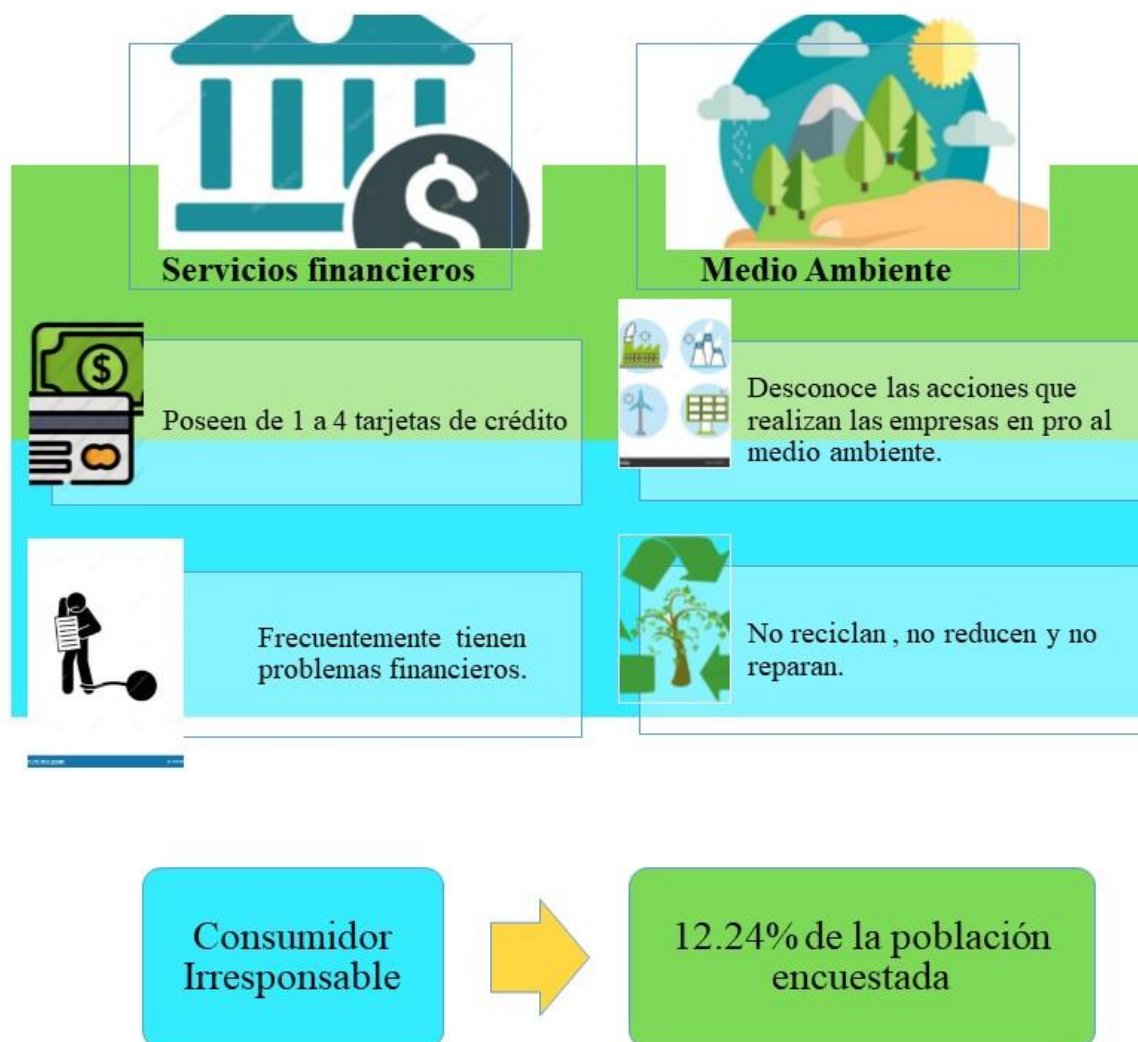 Servicios financieros
Medio Ambiente
Poseen de 1 a 4 tarjetas de crédito
Desconoce las acciones que
realizan las empresas en pro al
medio ambiente.
Frecuentemente tienen
problemas financieros.
No reciclan , no reducen y no
reparan.
Consumidor
Irresponsable
12.24% de la población
encuestada